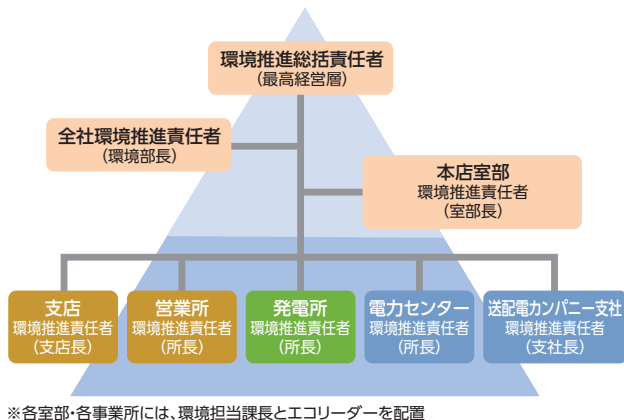 環境推進総括責任者
(最高経営層)
全社環境推進責任者
(環境部長)
本店室部
環境推進責任者
(室部長)
支店
環境推進責任者
(支店長)
営業所
環境推進責任者
(所長)
発電所
環境推進責任者
(所長)
電力センター
環境推進責任者
(所長)
送配電カンパニー支社
環境推進責任者
(支社長)
※各室部・各事業所には、環境担当課長とエコリーダーを配置